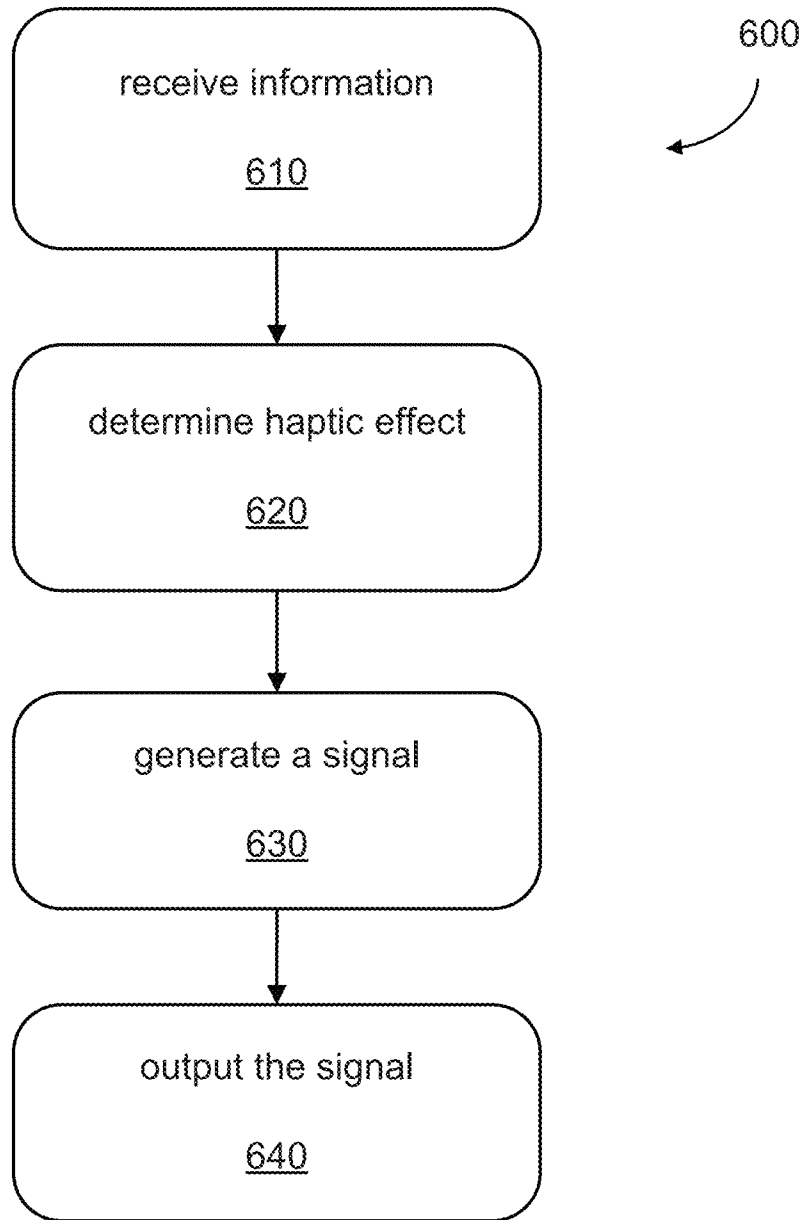 600
receive information
610
determine haptic effect
620
generate a signal
630
output the signal
640